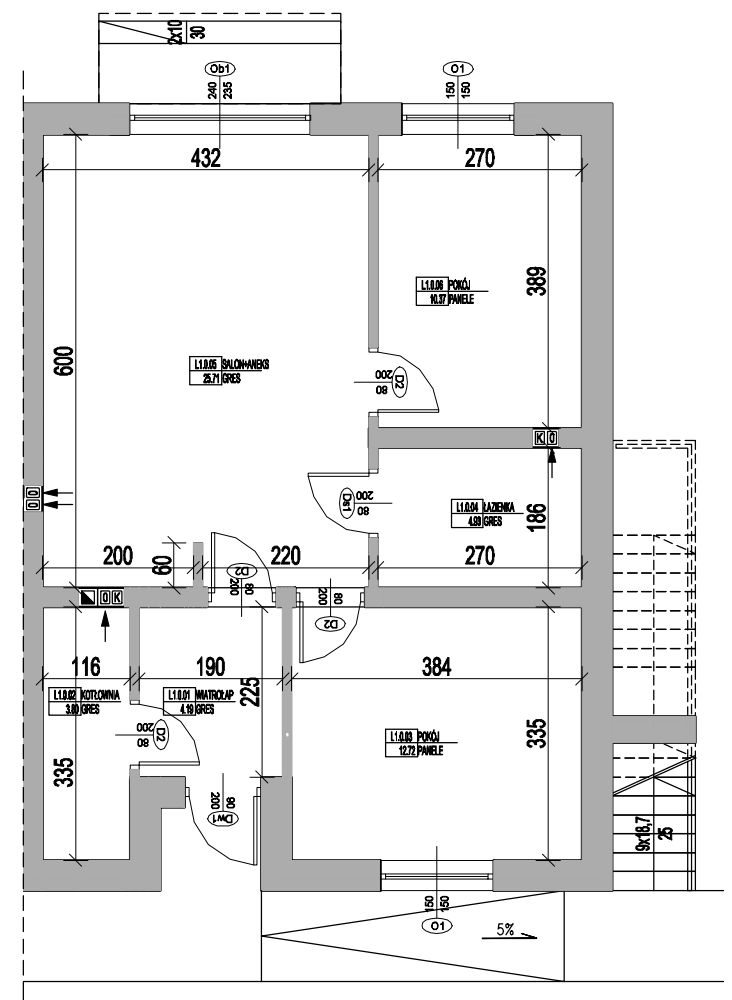 2x10
30
Ob1
240
235
O1
150
150
432
270
600
389
L1.0.06 POKÓJ
10.37 PANELE
L1.0.05 SALON+ANEKS
25.71 GRES
D2
200
80
K O
O
O
Ds1
200
80
L1.0.04 ŁAZIENKA
4.93 GRES
186
200
60
220
270
D3
80
200
O K
80
200
D2
116
190
225
384
L1.0.02 KOTŁOWNIA
3.80 GRES
L1.0.01 WIATROŁAP
4.19 GRES
D2
200
80
L1.0.03 POKÓJ
12.72 PANELE
335
335
90
200
Dw1
9x18,7
25
150
150
O1
5%